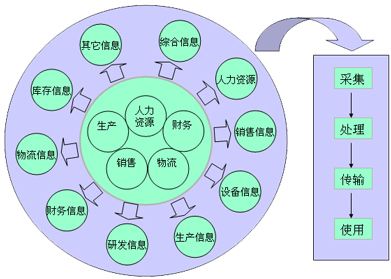 其它信息
综合信息
库存信息
人力资源
物流信息
销售信息
财务信息
设备信息
研发信息
生产信息
人力
资源
生产
财务
销售
物流
采集
处理
传输
使用